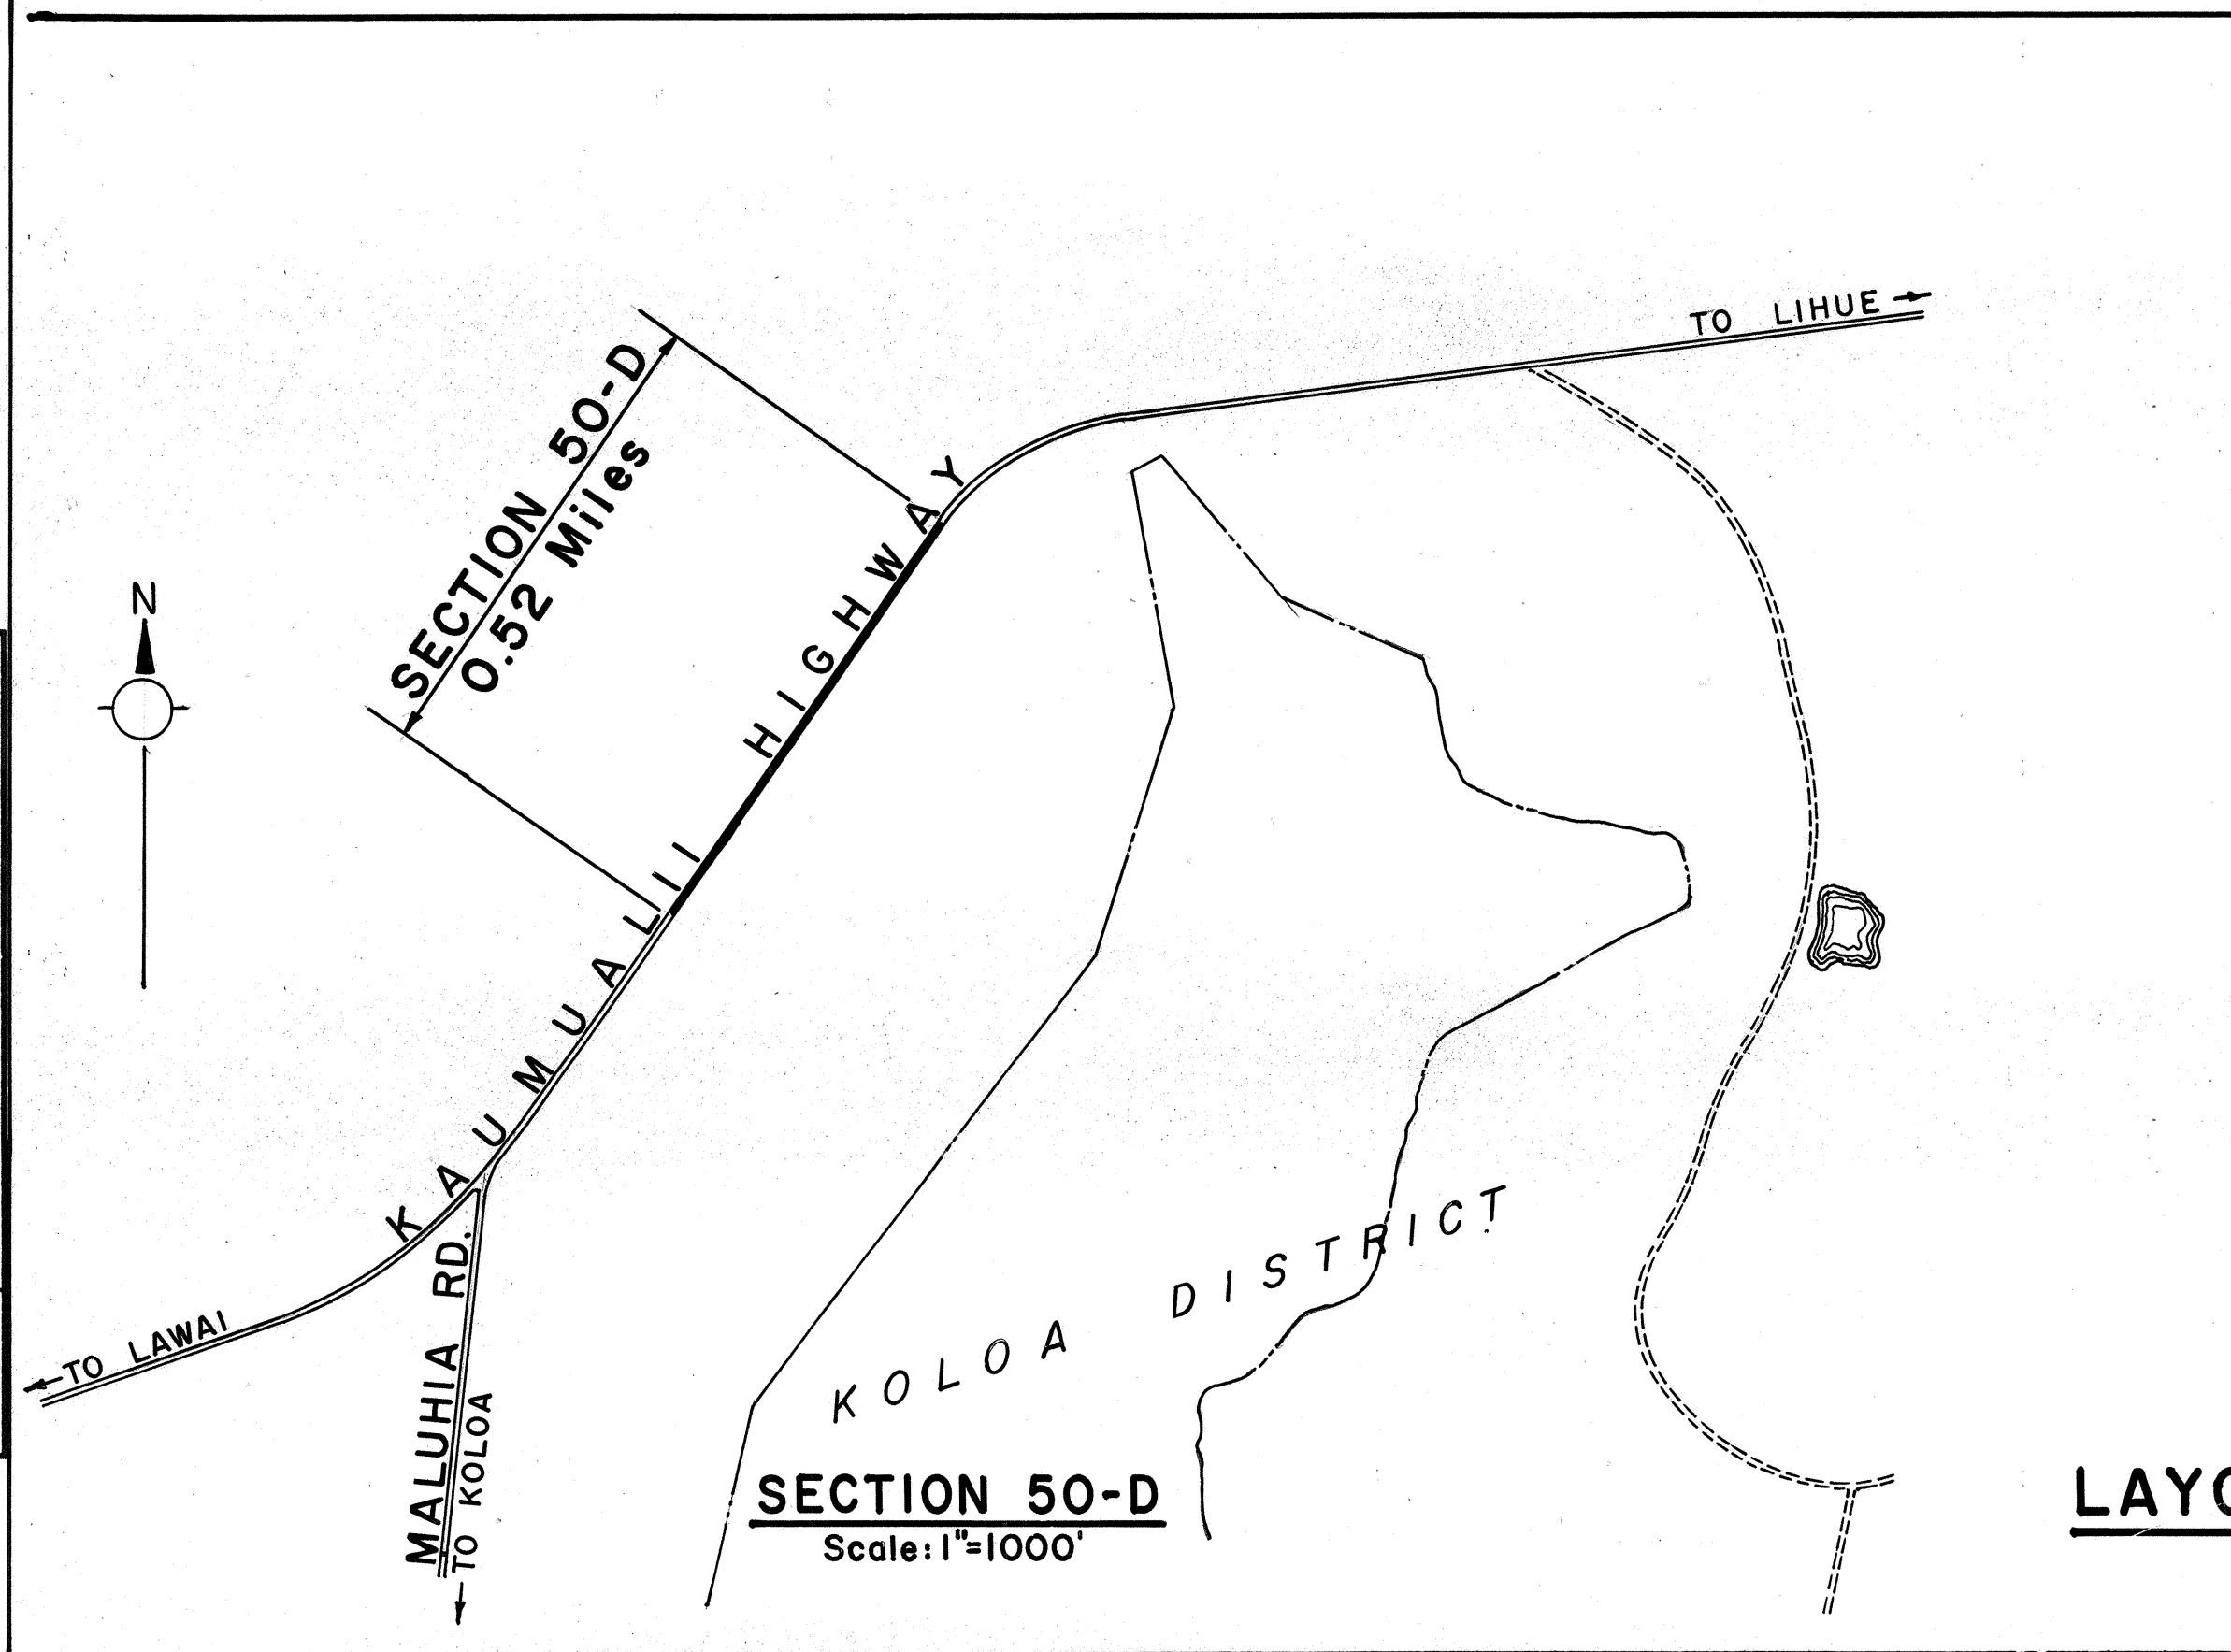 TO LIHUE
SECTION 50-D
0.52 Miles
N
KAUMUALII HIGHWAY
TO LAWAI
MALUHIA RD.
TO KOLOA
KOLOA DISTRICT
SECTION 50-D
Scale: 1"=1000'
LAYO